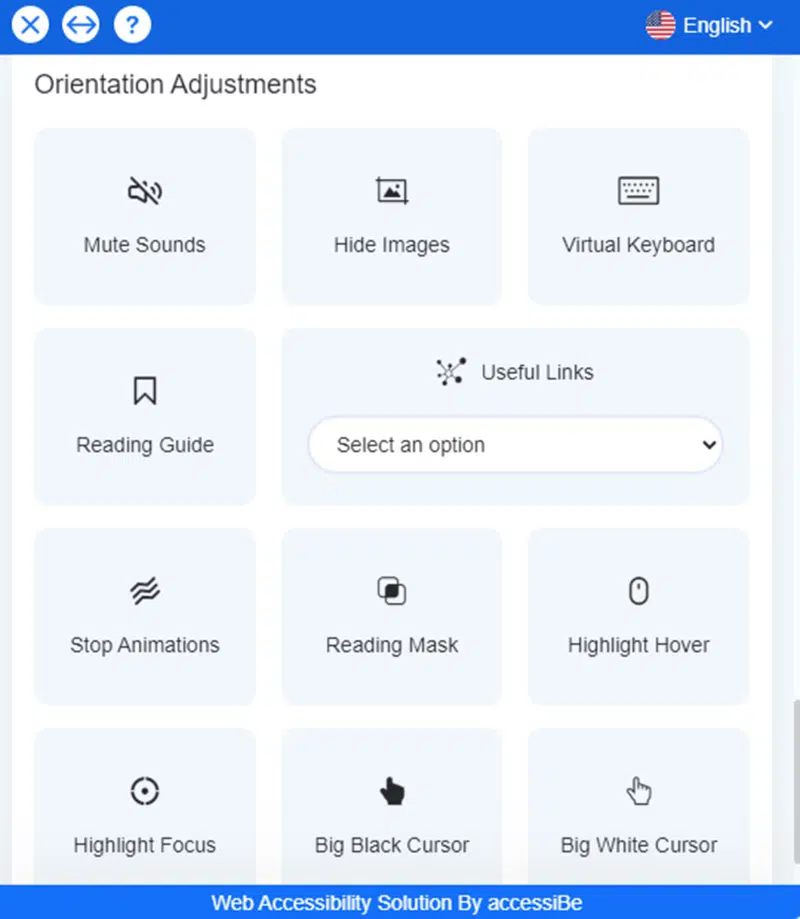 ?
English
Orientation Adjustments
Mute Sounds
Hide Images
Virtual Keyboard
Reading Guide
Useful Links
Select an option
Stop Animations
Reading Mask
Highlight Hover
Highlight Focus
Big Black Cursor
Big White Cursor
Web Accessibility Solution By accessiBe